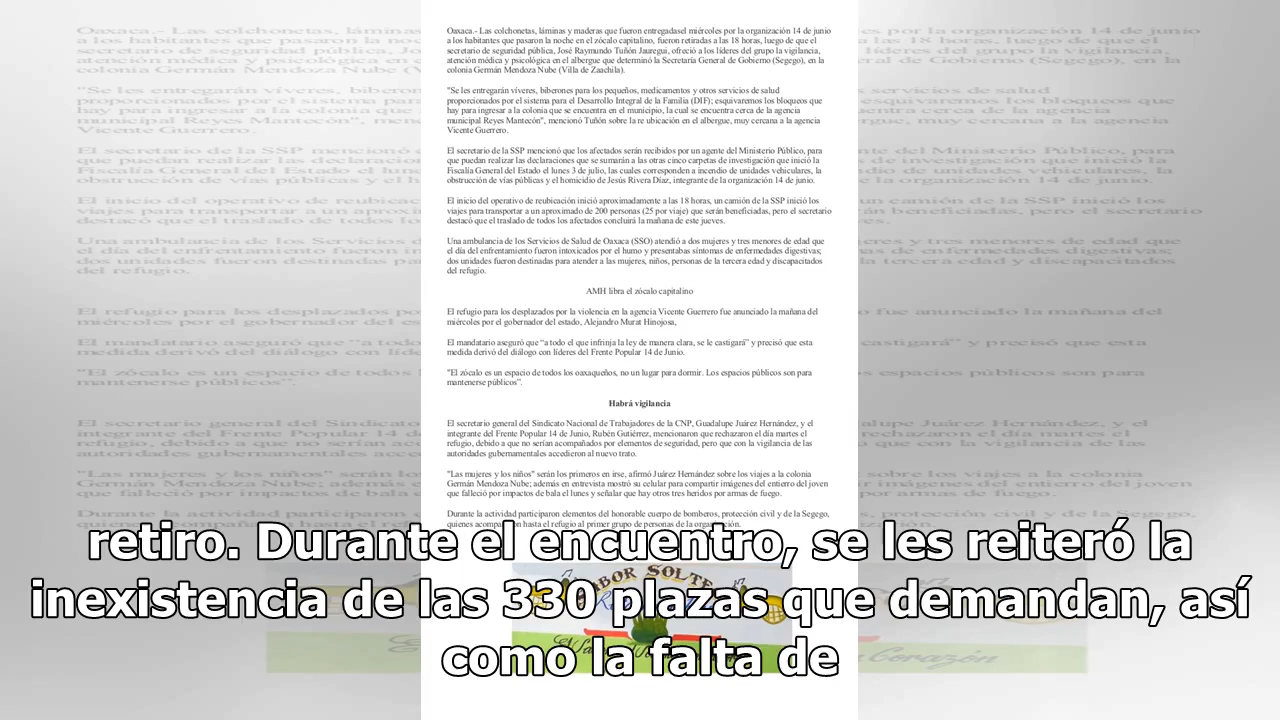 Oaxaca.- Las colchonetas, láminas y maderas que fueron entregadasel miércoles por la organización 14 de junio
a los habitantes que pasaron la noche en el zócalo capitalino, fueron retiradas a las 18 horas, luego de que el
secretario de seguridad pública, José Raymundo Tuñón Jauregui, ofreció a los líderes del grupo la vigilancia,
atención médica y psicológica en el albergue que determinó la Secretaría General de Gobierno (Segego), en la
colonia Germán Mendoza Nube (Villa de Zaachila).
"Se les entregarán víveres, biberones para los pequeños, medicamentos y otros servicios de salud
proporcionados por el sistema para el Desarrollo Integral de la Familia (DIF); esquivaremos los bloqueos que
hay para ingresar a la colonia que se encuentra en el municipio, la cual se encuentra cerca de la agencia
municipal Reyes Mantecón", mencionó Tuñón sobre la re ubicación en el albergue, muy cercana a la agencia
Vicente Guerrero.
El secretario de la SSP mencionó que los afectados serán recibidos por un agente del Ministerio Público, para
que puedan realizar las declaraciones que se sumarán a las otras cinco carpetas de investigación que inició la
Fiscalía General del Estado el lunes 3 de julio, las cuales corresponden a incendio de unidades vehiculares, la
obstrucción de vías públicas y el homicidio de Jesús Rivera Díaz, integrante de la organización 14 de junio.
El inicio del operativo de reubicación inició aproximadamente a las 18 horas, un camión de la SSP inició los
viajes para transportar a un aproximado de 200 personas (25 por viaje) que serán beneficiadas, pero el secretario
destacó que el traslado de todos los afectados concluirá la mañana de este jueves.
Una ambulancia de los Servicios de Salud de Oaxaca (SSO) atendió a dos mujeres y tres menores de edad que
el día del enfrentamiento fueron intoxicados por el humo y presentabas síntomas de enfermedades digestivas;
dos unidades fueron destinadas para atender a las mujeres, niños, personas de la tercera edad y discapacitados
del refugio.
AMH libra el zócalo capitalino
El refugio para los desplazados por la violencia en la agencia Vicente Guerrero fue anunciado la mañana del
miércoles por el gobernador del estado, Alejandro Murat Hinojosa,
El mandatario aseguró que “a todo el que infrinja la ley de manera clara, se le castigará” y precisó que esta
medida derivó del diálogo con líderes del Frente Popular 14 de Junio.
"El zócalo es un espacio de todos los oaxaqueños, no un lugar para dormir. Los espacios públicos son para
mantenerse públicos”.
Habrá vigilancia
El secretario general del Sindicato Nacional de Trabajadores de la CNP, Guadalupe Juárez Hernández, y el
integrante del Frente Popular 14 de Junio, Rubén Gutiérrez, mencionaron que rechazaron el día martes el
refugio, debido a que no serían acompañados por elementos de seguridad, pero que con la vigilancia de las
autoridades gubernamentales accedieron al nuevo trato.
"Las mujeres y los niños" serán los primeros en irse, afirmó Juárez Hernández sobre los viajes a la colonia
Germán Mendoza Nube; además en entrevista mostró su celular para compartir imágenes del entierro del joven
que falleció por impactos de bala el lunes y señalar que hay otros tres heridos por armas de fuego.
Durante la actividad participaron elementos del honorable cuerpo de bomberos, protección civil y de la Segego,
quienes acompañaron hasta el refugio al primer grupo de personas de la organización.
retiro. Durante el encuentro, se les reiteró la
inexistencia de las 330 plazas que demandan, así
como la falta de